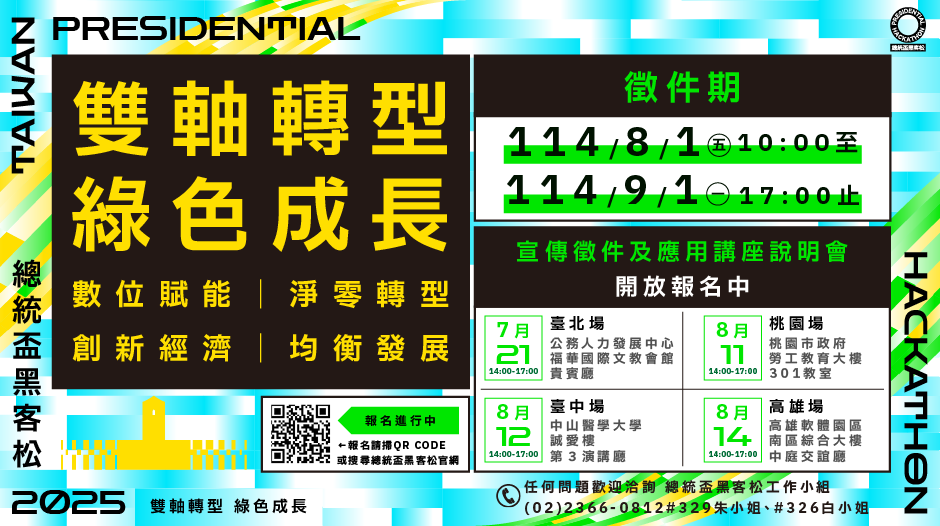 TAIWAN
PRESIDENTIAL
PRESIDENTIAL
HACKATHON
總統盃黑客松
雙軸轉型
綠色成長
數位賦能｜淨零轉型
創新經濟｜均衡發展
徵件期
114/8/1㊄10:00至
114/9/1㊀17:00止
宣傳徵件及應用講座說明會
開放報名中
7月
21
14:00-17:00
臺北場
公務人力發展中心
福華國際文教會館
貴賓廳
8月
11
14:00-17:00
桃園場
桃園市政府
勞工教育大樓
301教室
8月
12
14:00-17:00
臺中場
中山醫學大學
誠愛樓
第3演講廳
8月
14
14:00-17:00
高雄場
高雄軟體園區
南區綜合大樓
中庭交誼廳
總統盃黑客松
報名進行中
←報名請掃QR CODE
或搜尋總統盃黑客松官網
HACKATHON
2025
雙軸轉型 綠色成長
任何問題歡迎洽詢 總統盃黑客松工作小組
(02)2366-0812#329朱小姐、#326白小姐